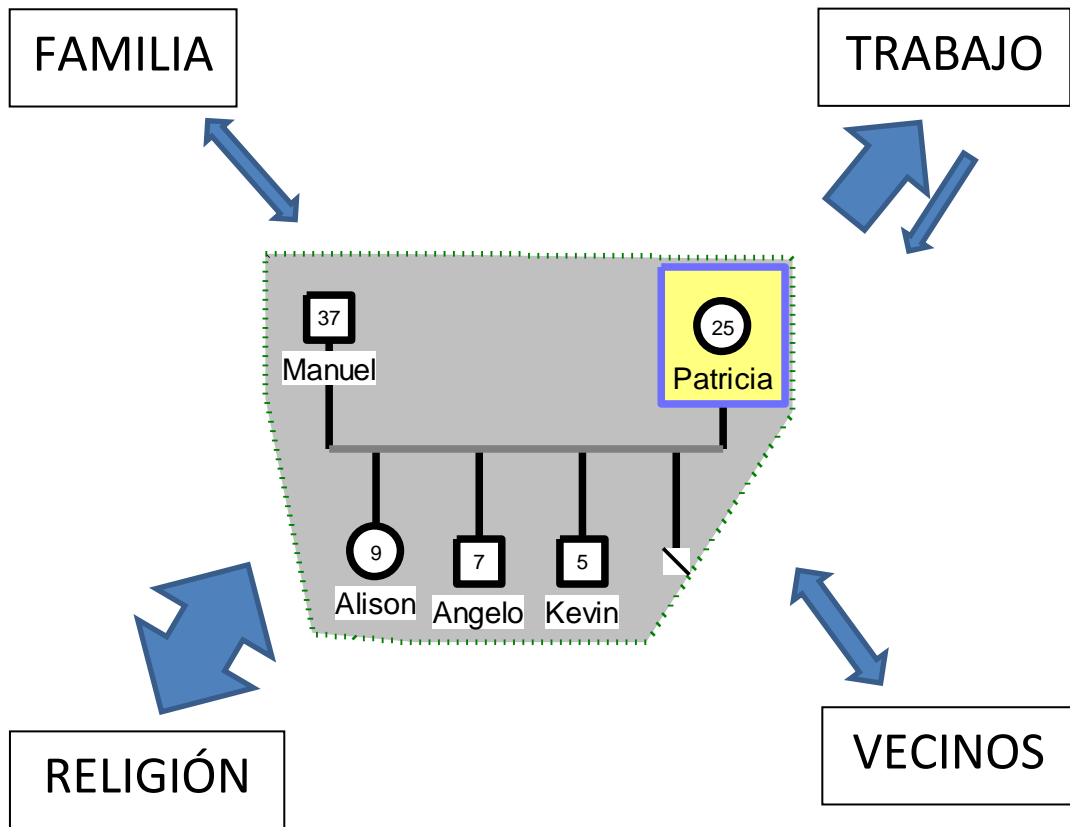 FAMILIA
TRABAJO
37
Manuel
25
Patricia
9
Alison
7
Angelo
5
Kevin
RELIGIÓN
VECINOS